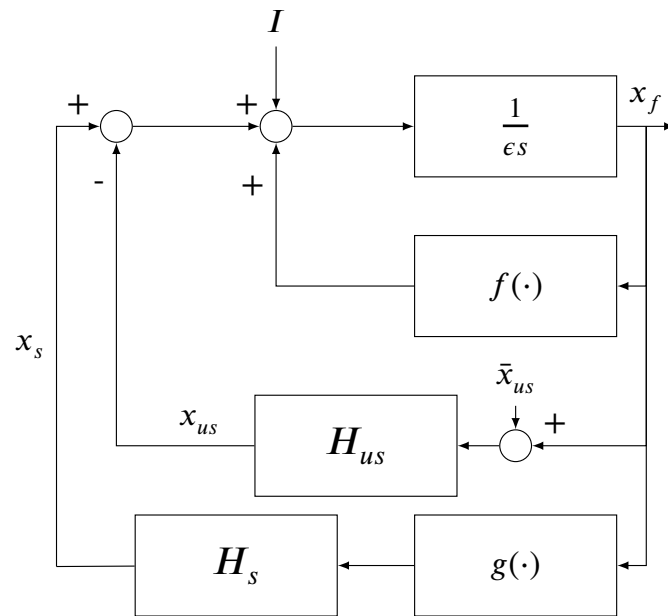 I
+ + 1/ϵs x_f
- +
f(·)
x_s
x̄_us
x_us H_us +
H_s g(·)